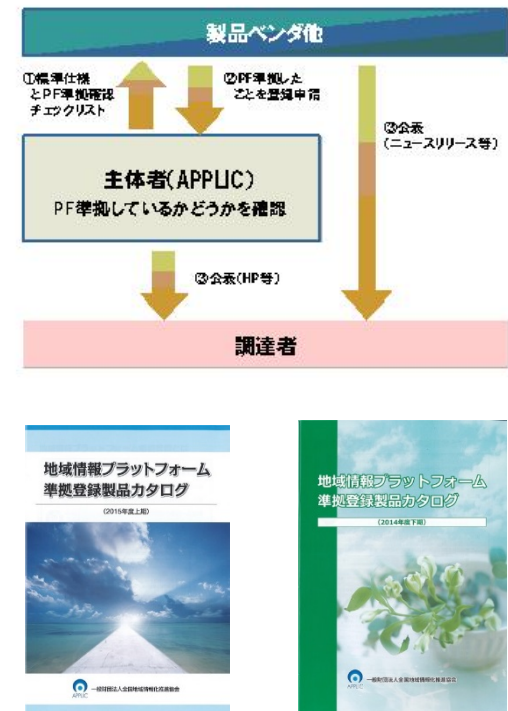 製品ベンダ他
①標準仕様
とPF準拠確認
チェックリスト
②PF準拠した
ことを登録申請
③公表
(ニュースリリース等)
主体者(APPLIC)
PF準拠しているかどうかを確認
③公表(HP等)
調達者
地域情報プラットフォーム
準拠登録製品カタログ
(2015年度上期)
APPLIC
一般財団法人全国地域情報化推進協会
地域情報プラットフォーム
準拠登録製品カタログ
(2014年度下期)
APPLIC
一般財団法人全国地域情報化推進協会